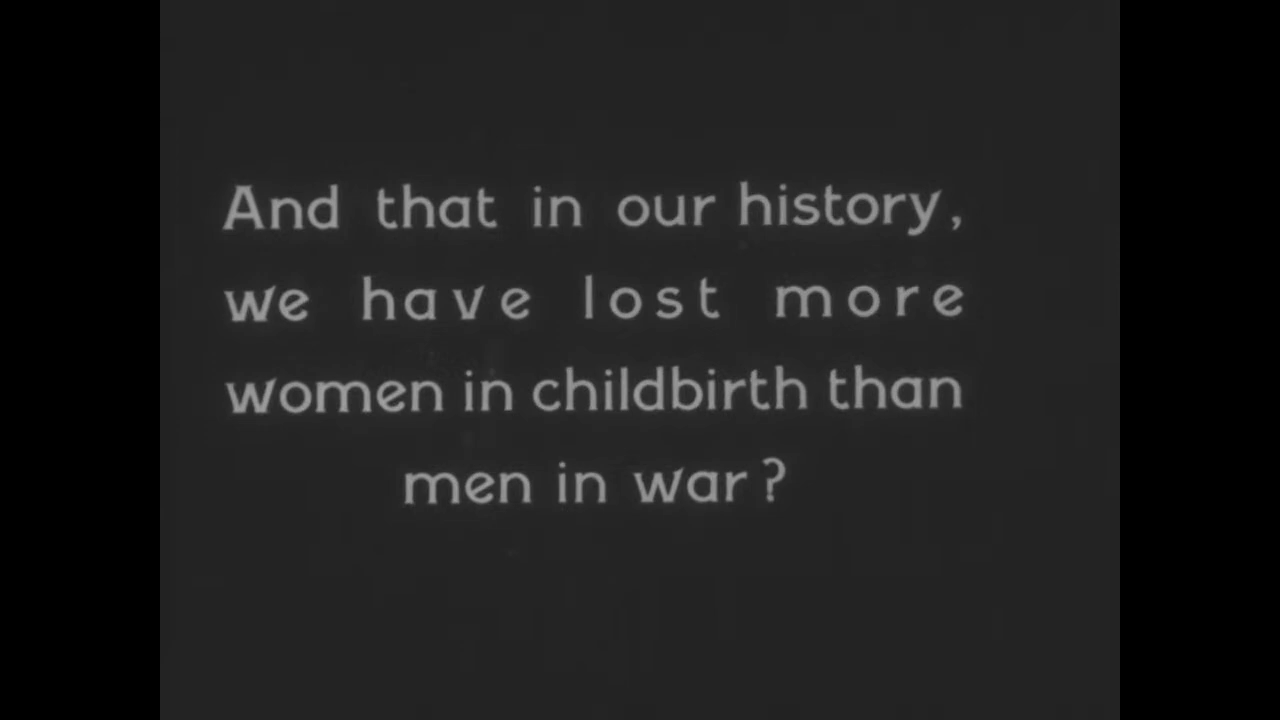 And that in our history,
we have lost more
women in childbirth than
men in war?